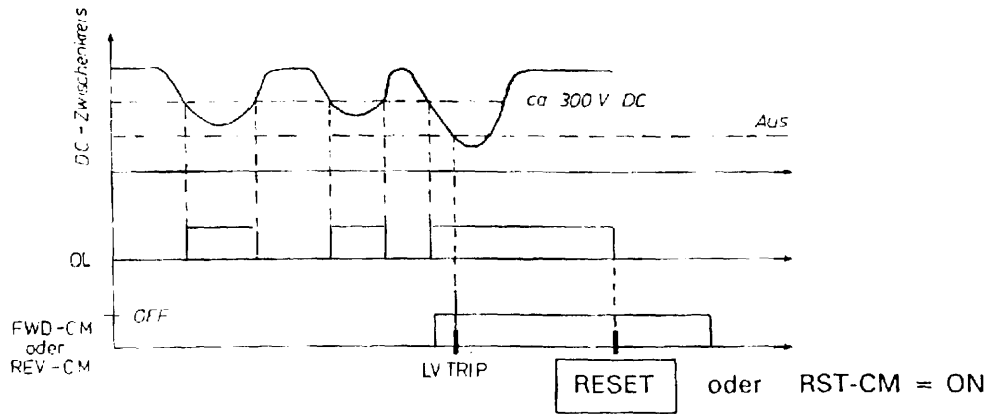 DC-Zwischenkreis
ca 300 V DC
Aus
OL
OFF
FWD-CM
oder
REV-CM
LV TRIP
RESET oder RST-CM = ON